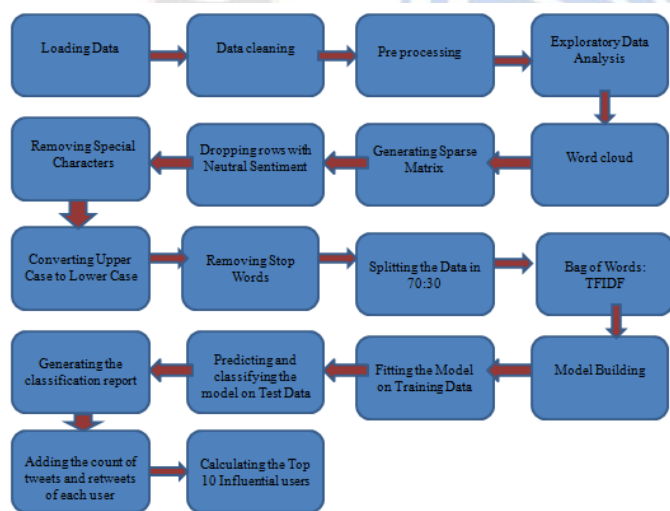 Loading Data
Data cleaning
Pre processing
Exploratory Data
Analysis
Word cloud
Generating Sparse
Matrix
Dropping rows with
Neutral Sentiment
Removing Special
Characters
Converting Upper
Case to Lower Case
Removing Stop
Words
Splitting the Data in
70:30
Bag of Words:
TFIDF
Model Building
Fitting the Model
on Training Data
Predicting and
classifying the
model on Test Data
Generating the
classification report
Adding the count of
tweets and retweets
of each user
Calculating the Top
10 Influential users